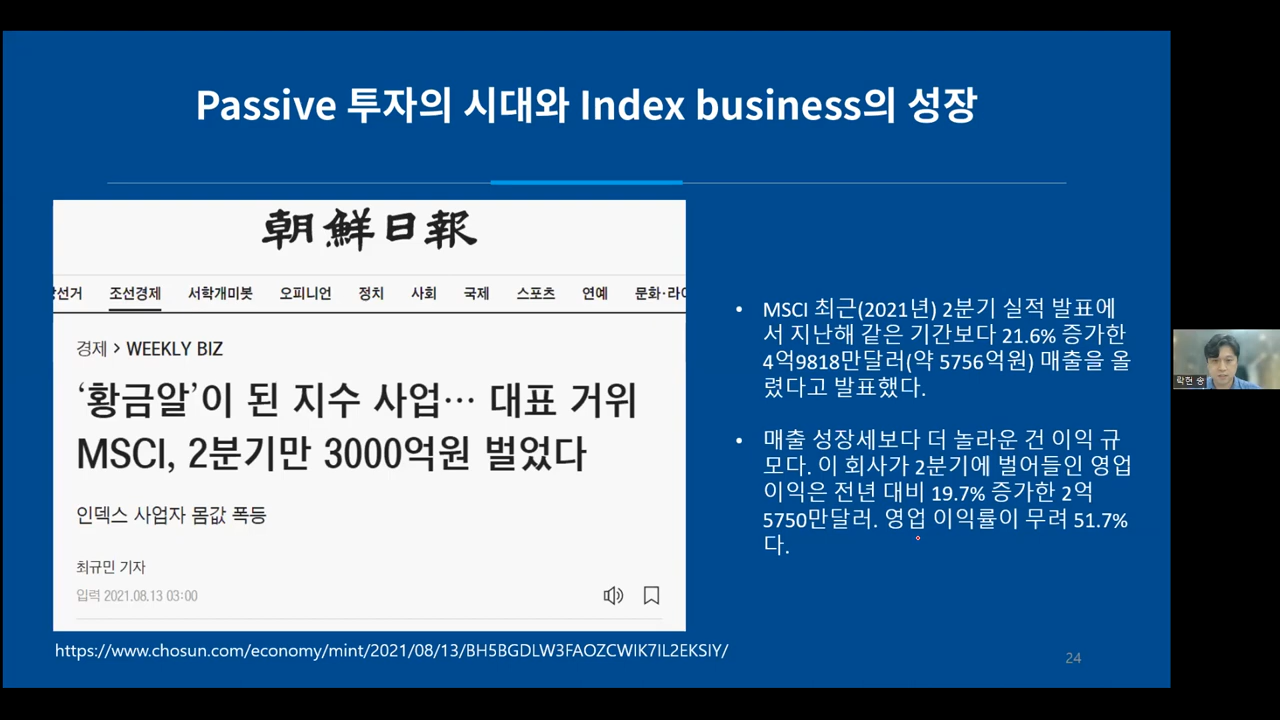 Passive 투자의 시대와 Index business의 성장
朝鮮日報
선거 조선경제 서학개미봇 오피니언 정치 사회 국제 스포츠 연예 문화·라이
경제 > WEEKLY BIZ
‘황금알’이 된 지수 사업… 대표 거위
MSCI, 2분기만 3000억원 벌었다
인덱스 사업자 몸값 폭등
최규민 기자
입력 2021.08.13 03:00
https://www.chosun.com/economy/mint/2021/08/13/BH5BGDLW3FAOZCWIK7IL2EKSIY/
• MSCI 최근(2021년) 2분기 실적 발표에
서 지난해 같은 기간보다 21.6% 증가한
4억9818만달러(약 5756억원) 매출을 올
렸다고 발표했다.
• 매출 성장세보다 더 놀라운 건 이익 규
모다. 이 회사가 2분기에 벌어들인 영업
이익은 전년 대비 19.7% 증가한 2억
5750만달러. 영업 이익률이 무려 51.7%
다.
24
락현 송